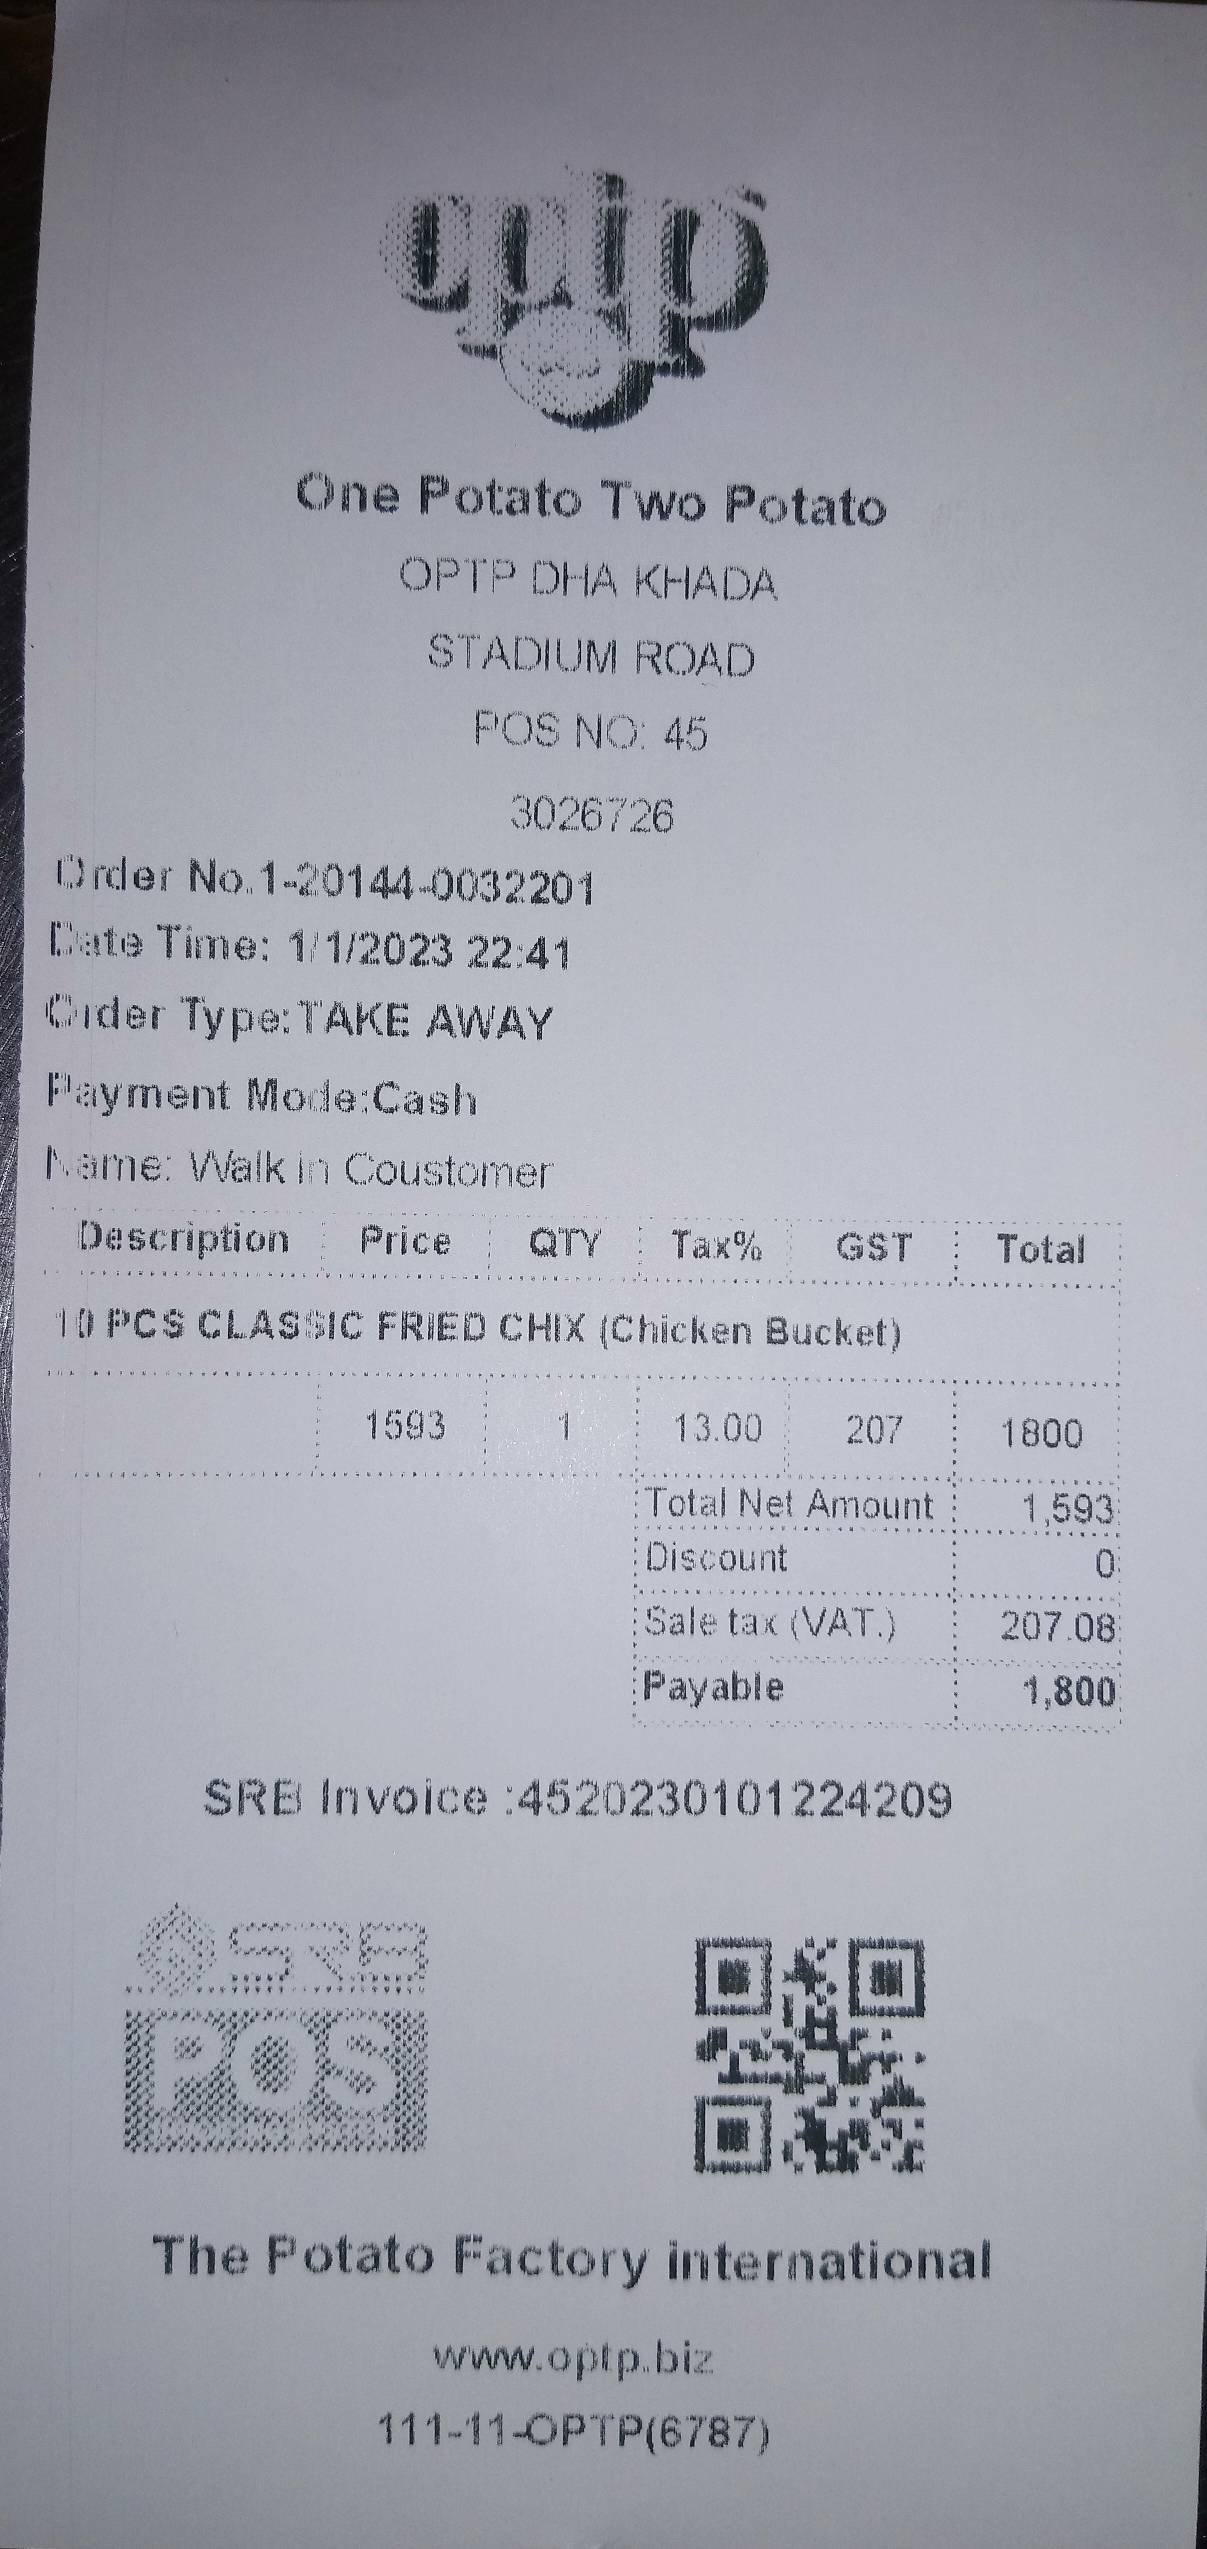 optp
One Potato Two Potato
OPTP DHA KHADA
STADIUM ROAD
POS NO: 45
3026726
Order No.1-20144-0032201
Date Time: 1/1/2023 22:41
Order Type:TAKE AWAY
Payment Mode:Cash
Name: Walk in Coustomer
Description Price QTY Tax% GST Total
10 PCS CLASSIC FRIED CHIX (Chicken Bucket)
1593 1 13.00 207 1800
Total Net Amount 1,593
Discount 0
Sale tax (VAT.) 207.08
Payable 1,800
SRB Invoice :4520230101224209
SRB
POS
The Potato Factory international
www.optp.biz
111-11-OPTP(6787)